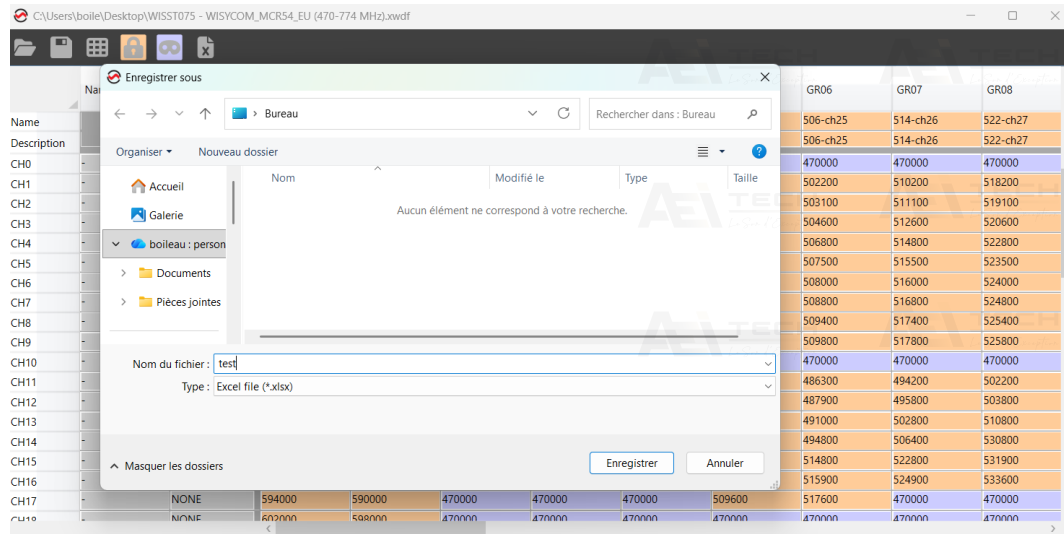 C:\Users\boile\Desktop\WISST075 - WISYCOM_MCR54_EU (470-774 MHz).xwdf
Enregistrer sous
Bureau
Rechercher dans : Bureau
Organiser
Nouveau dossier
Nom Modifié le Type Taille
Aucun élément ne correspond à votre recherche.
Accueil
Galerie
boileau : person
Documents
Pièces jointes
Nom du fichier : test
Type : Excel file (*.xlsx)
Masquer les dossiers
Enregistrer Annuler
GR06 GR07 GR08
Name 506-ch25 514-ch26 522-ch27
Description 506-ch25 514-ch26 522-ch27
CH0 - 470000 470000 470000
CH1 - 502200 510200 518200
CH2 - 503100 511100 519100
CH3 - 504600 512600 520600
CH4 - 506800 514800 522800
CH5 - 507500 515500 523500
CH6 - 508000 516000 524000
CH7 - 508800 516800 524800
CH8 - 509400 517400 525400
CH9 - 509800 517800 525800
CH10 - 470000 470000 470000
CH11 - 486300 494200 502200
CH12 - 487900 495800 503800
CH13 - 491000 502800 510800
CH14 - 494800 506400 530800
CH15 - 514800 522800 531900
CH16 - 515900 524900 533600
CH17 - NONE 594000 590000 470000 470000 470000 509600 517600 470000 470000
CH18 - NONE 602000 598000 470000 470000 470000 470000 470000 470000 470000